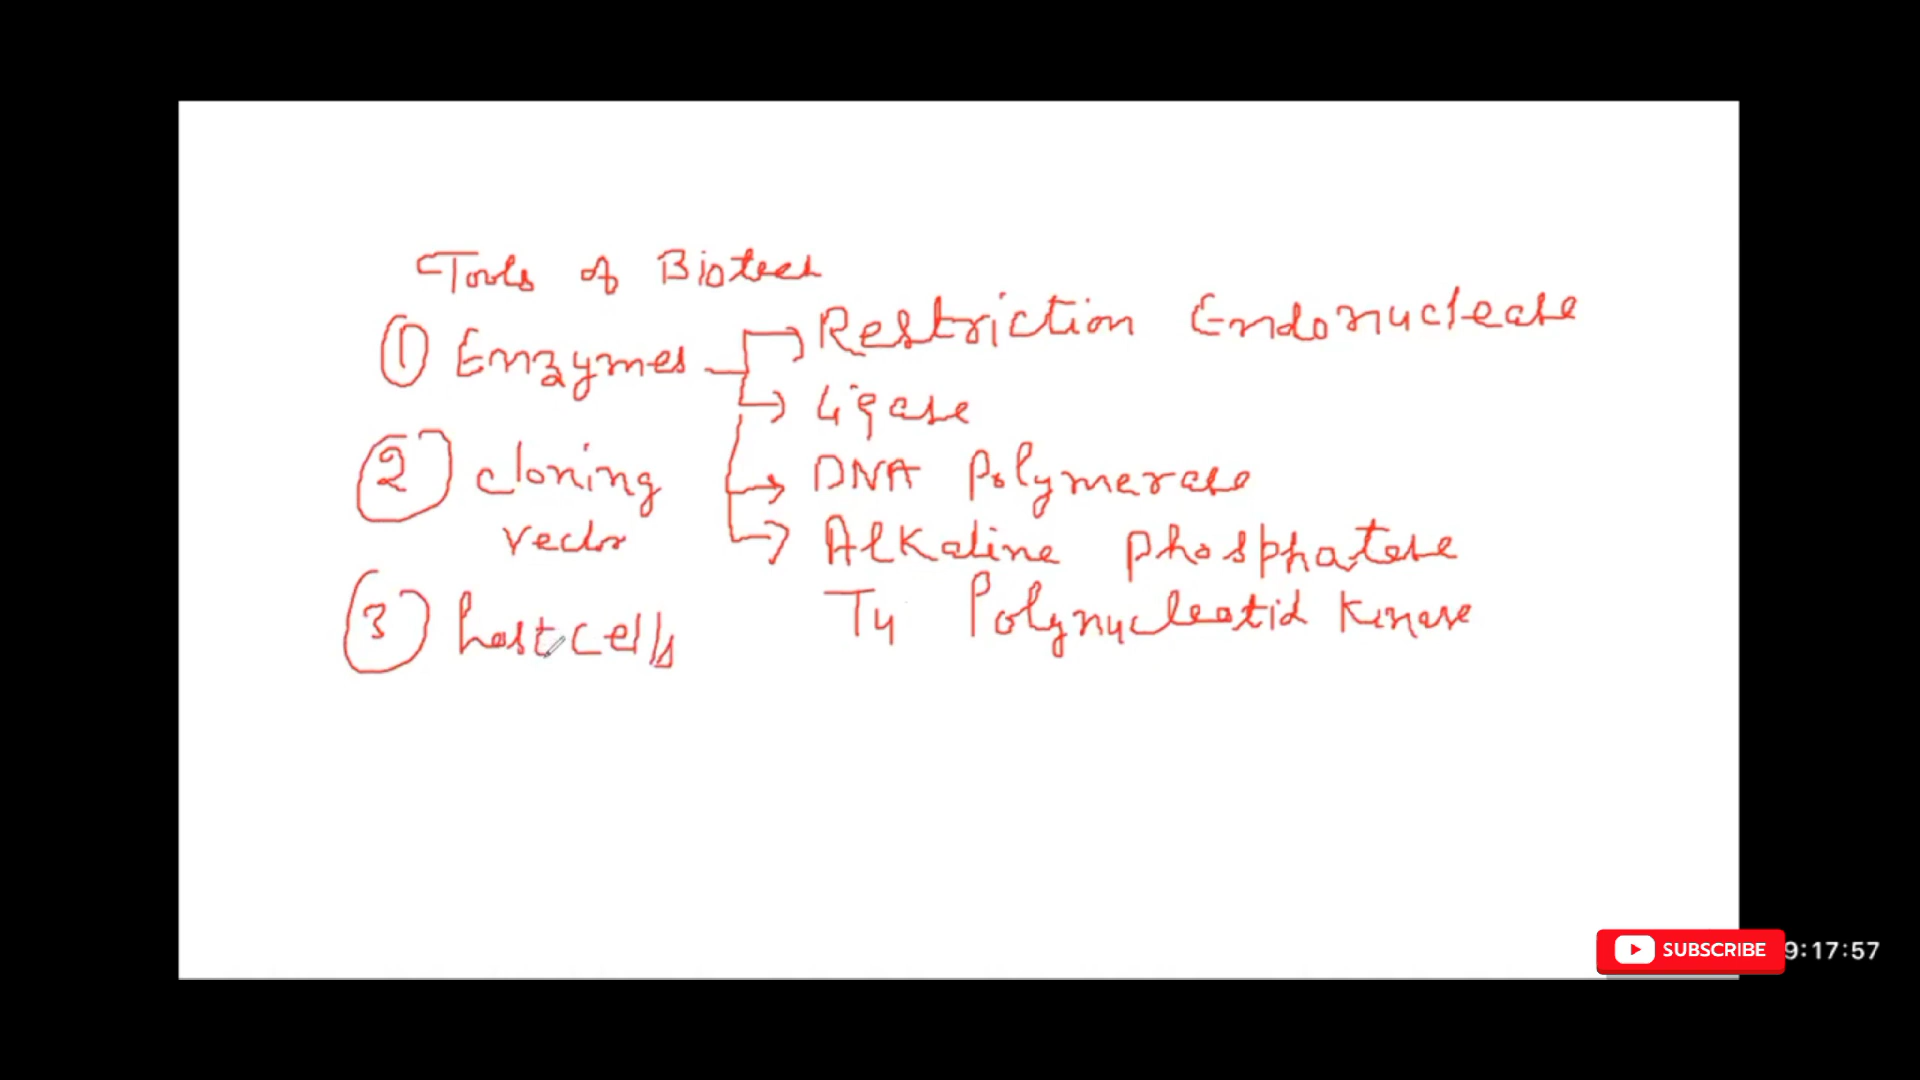 Tools of Biotech
① Enzymes → Restriction Endonuclease
→ Ligase
② cloning → DNA Polymerase
vector → Alkaline phosphatese
③ host cells T4 Polynucleotid Kinase
SUBSCRIBE 9:17:57